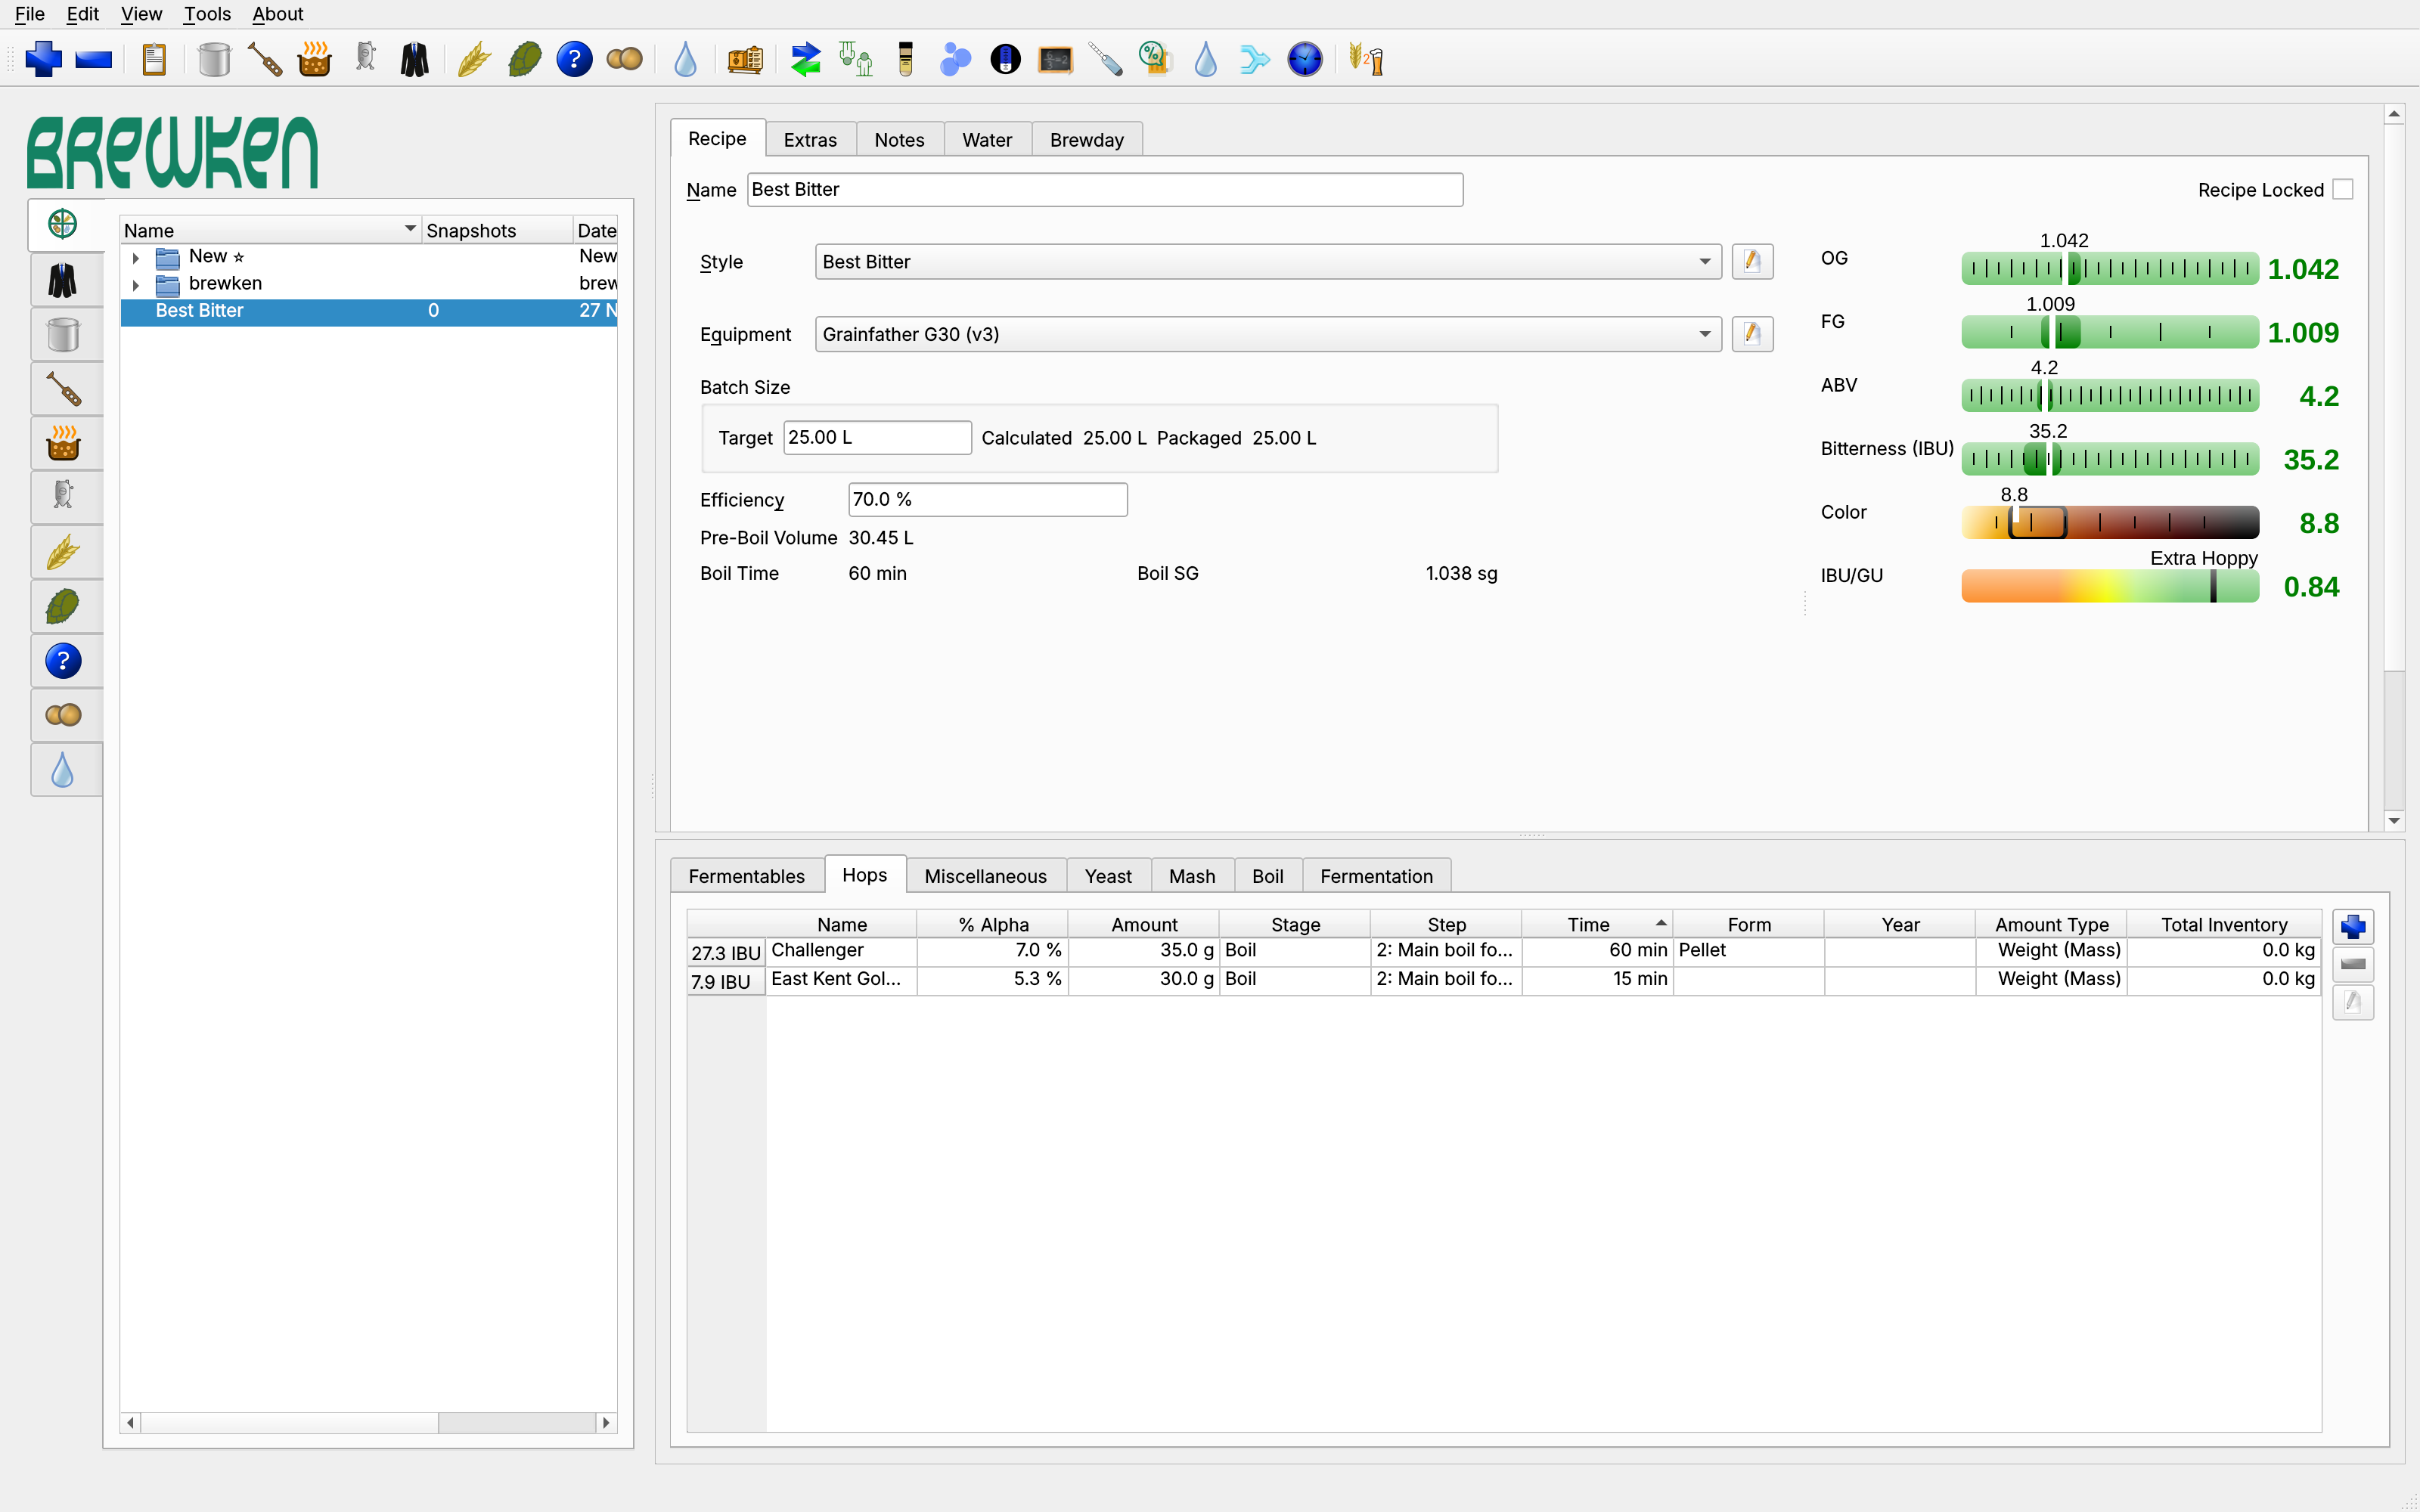 File Edit View Tools About
BREWKEN
Name Snapshots Date
New ☆ New
brewken brew
Best Bitter 0 27 N
Recipe Extras Notes Water Brewday
Name Best Bitter Recipe Locked
Style Best Bitter
Equipment Grainfather G30 (v3)
Batch Size
Target 25.00 L Calculated 25.00 L Packaged 25.00 L
Efficiency 70.0 %
Pre-Boil Volume 30.45 L
Boil Time 60 min Boil SG 1.038 sg
1.042
OG 1.042
1.009
FG 1.009
4.2
ABV 4.2
35.2
Bitterness (IBU) 35.2
8.8
Color 8.8
Extra Hoppy
IBU/GU 0.84
Fermentables Hops Miscellaneous Yeast Mash Boil Fermentation
Name % Alpha Amount Stage Step Time Form Year Amount Type Total Inventory
27.3 IBU Challenger 7.0 % 35.0 g Boil 2: Main boil fo... 60 min Pellet Weight (Mass) 0.0 kg
7.9 IBU East Kent Gol... 5.3 % 30.0 g Boil 2: Main boil fo... 15 min Weight (Mass) 0.0 kg